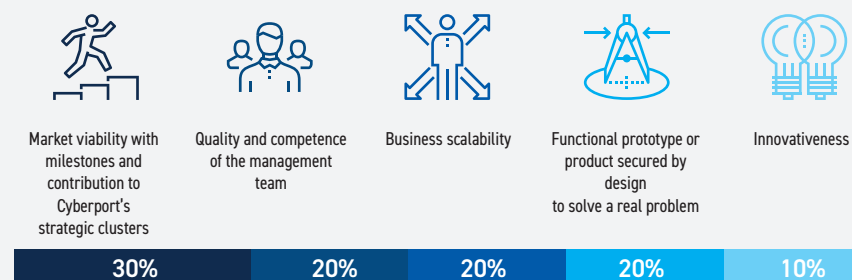 Market viability with
milestones and
contribution to
Cyberport's
strategic clusters
Quality and competence
of the management
team
Business scalability
Functional prototype or
product secured by
design
to solve a real problem
Innovativeness
30%
20%
20%
20%
10%